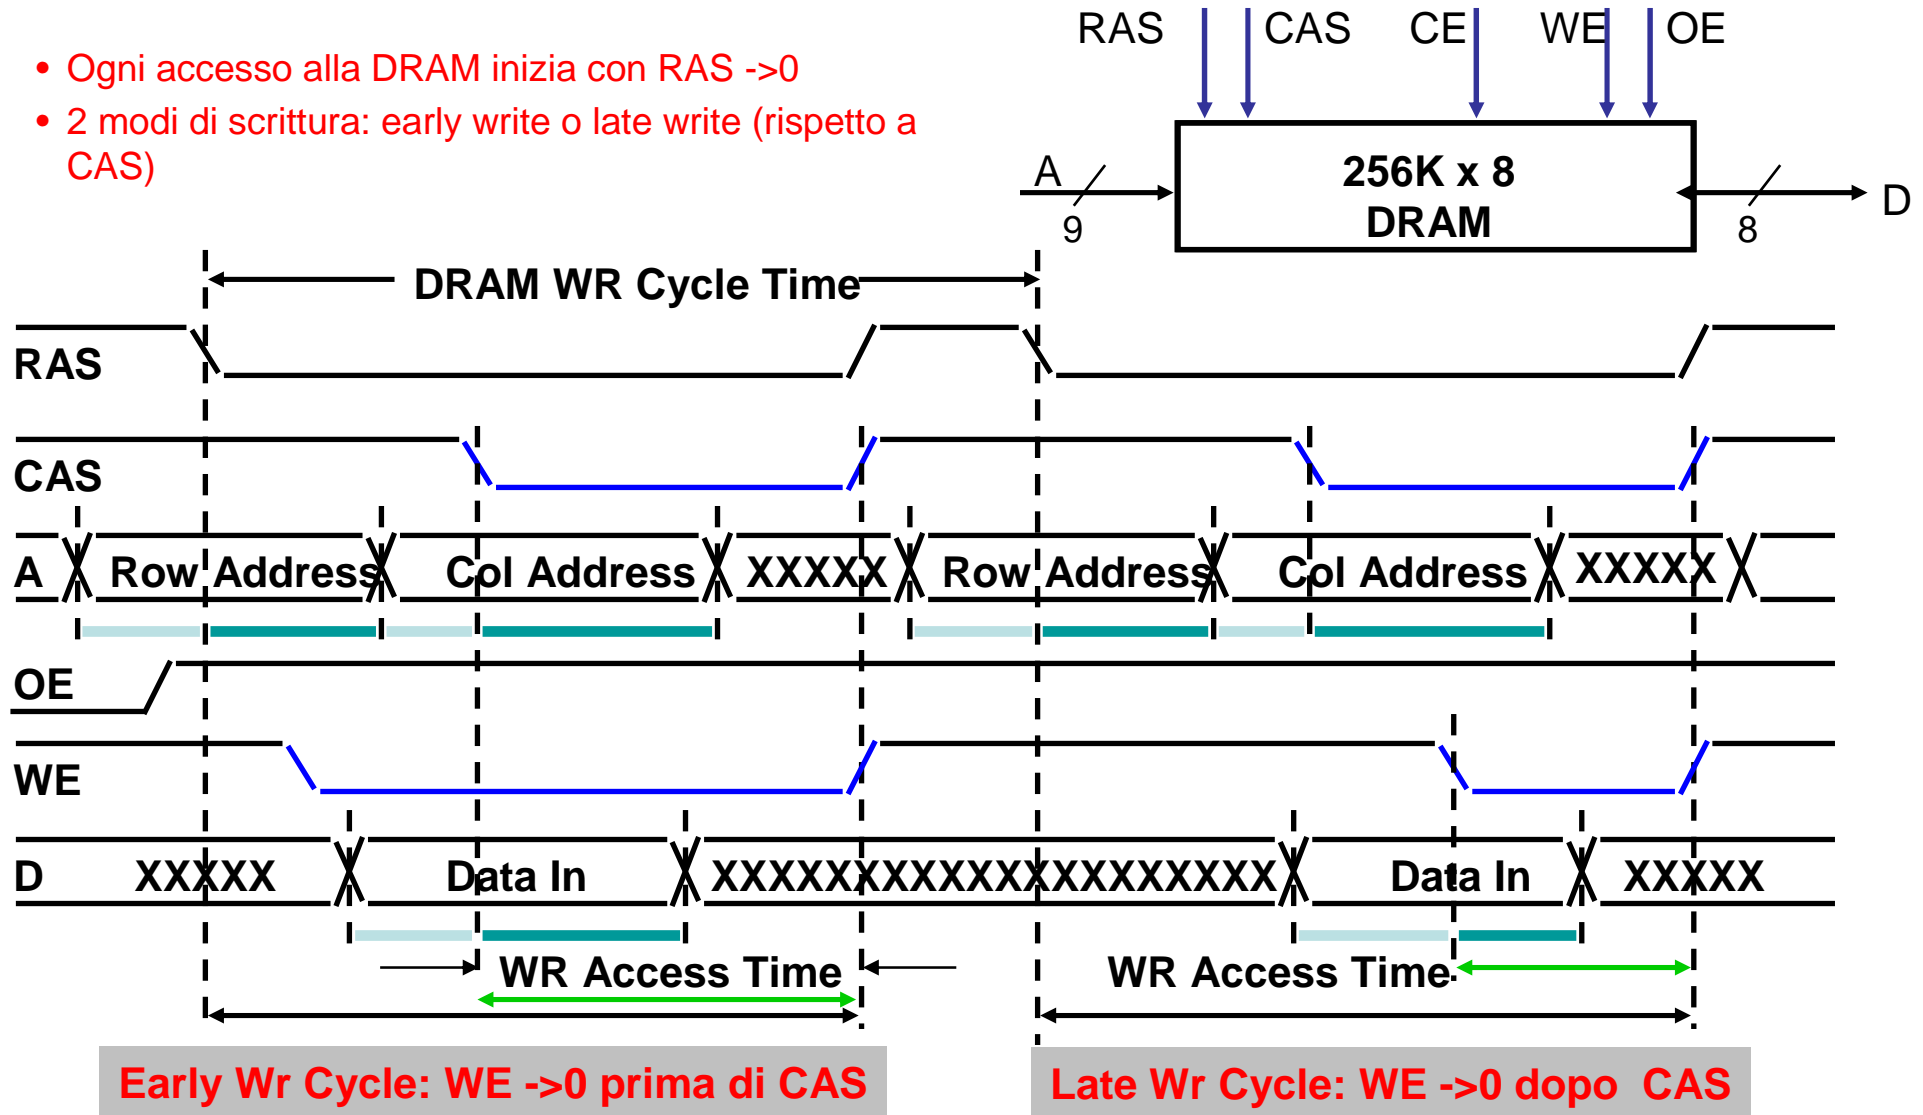 • Ogni accesso alla DRAM inizia con RAS ->0
• 2 modi di scrittura: early write o late write (rispetto a
CAS)
RAS CAS CE WE OE
A
9
256K x 8
DRAM
8
D
DRAM WR Cycle Time
RAS
CAS
A Row Address Col Address XXXXX Row Address Col Address XXXXX
OE
WE
D XXXXX Data In XXXXXXXXXXXXXXXXXXXX Data In XXXXX
WR Access Time WR Access Time
Early Wr Cycle: WE ->0 prima di CAS
Late Wr Cycle: WE ->0 dopo CAS